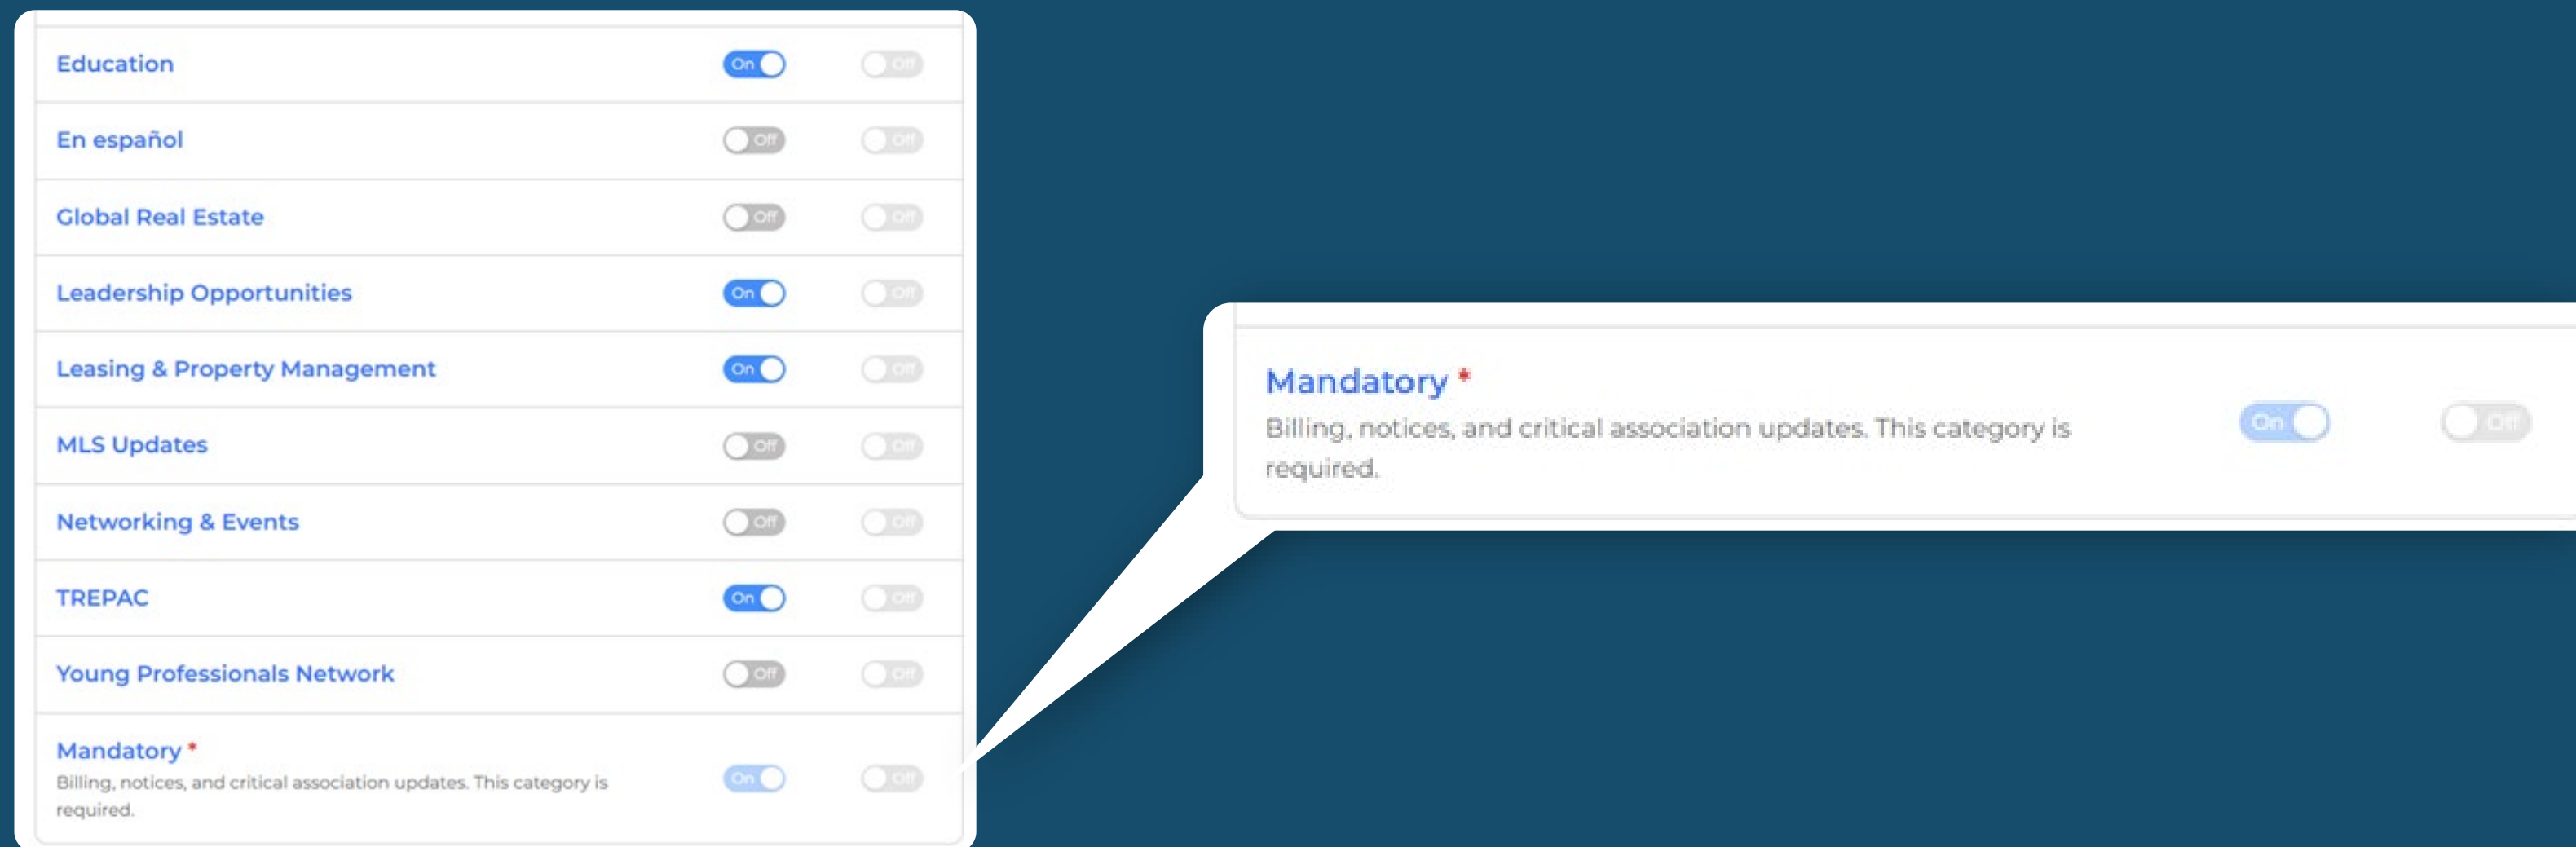 Education On Off
En español Off Off
Global Real Estate Off Off
Leadership Opportunities On Off
Leasing & Property Management On Off
MLS Updates Off Off
Networking & Events Off Off
TREPAC On Off
Young Professionals Network Off Off
Mandatory *
Billing, notices, and critical association updates. This category is
required.
On Off
Mandatory *
Billing, notices, and critical association updates. This category is
required.
On Off